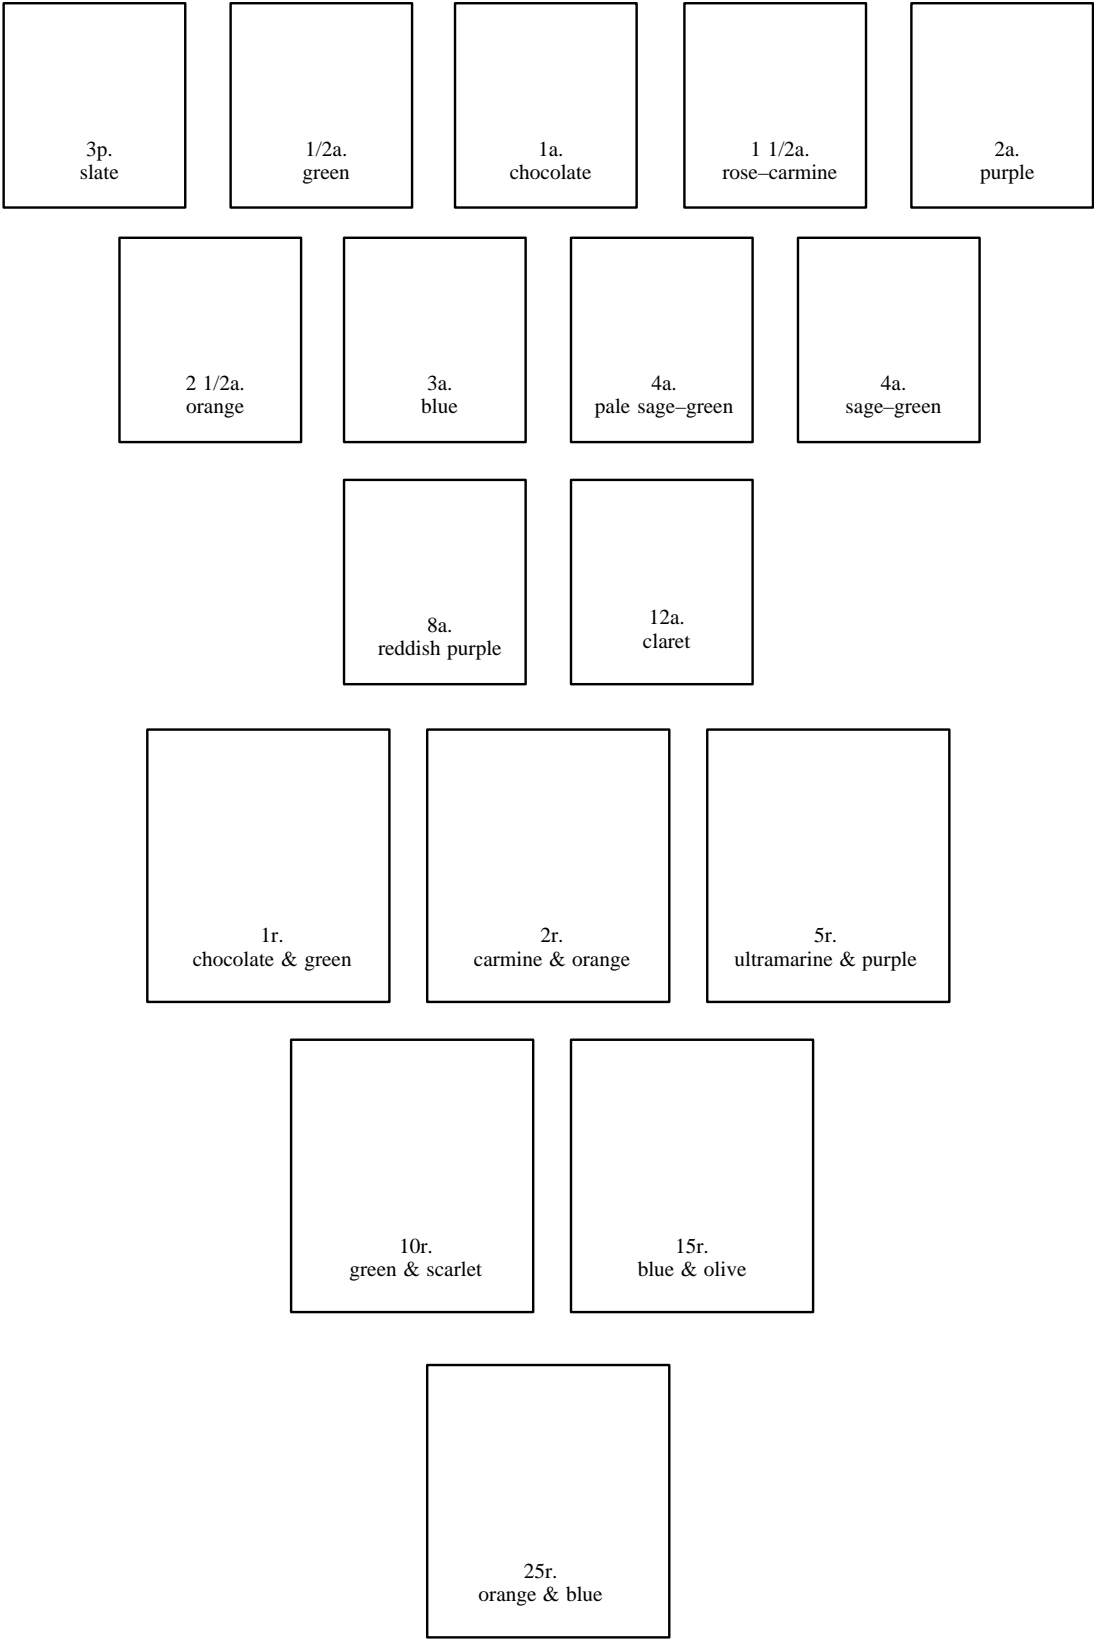 3p.
slate
1/2a.
green
1a.
chocolate
1 1/2a.
rose–carmine
2a.
purple
2 1/2a.
orange
3a.
blue
4a.
pale sage–green
4a.
sage–green
8a.
reddish purple
12a.
claret
1r.
chocolate & green
2r.
carmine & orange
5r.
ultramarine & purple
10r.
green & scarlet
15r.
blue & olive
25r.
orange & blue